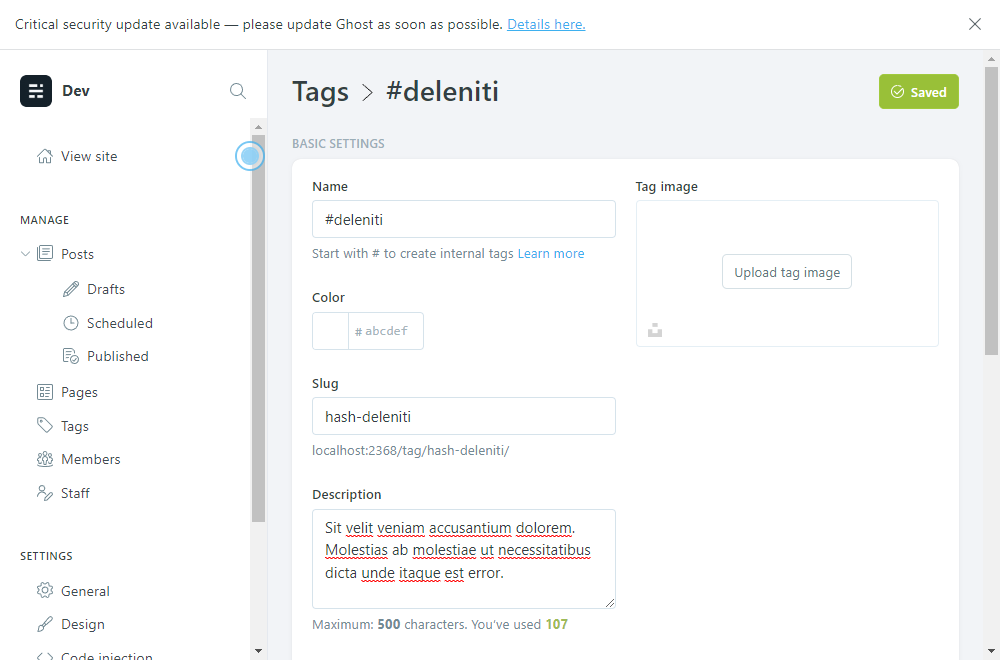 Critical security update available — please update Ghost as soon as possible. Details here.
Dev
View site
MANAGE
Posts
Drafts
Scheduled
Published
Pages
Tags
Members
Staff
SETTINGS
General
Design
Code injection
Tags > #deleniti
Saved
BASIC SETTINGS
Name
#deleniti
Start with # to create internal tags Learn more
Color
# abcdef
Slug
hash-deleniti
localhost:2368/tag/hash-deleniti/
Description
Sit velit veniam accusantium dolorem.
Molestias ab molestiae ut necessitatibus
dicta unde itaque est error.
Maximum: 500 characters. You've used 107
Tag image
Upload tag image